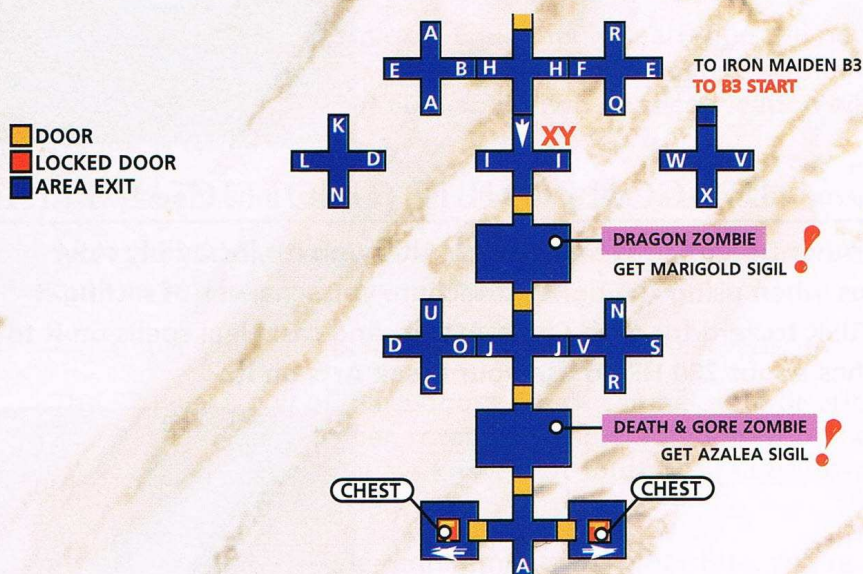 A
R
E B H H F E
A
Q
TO IRON MAIDEN B3
TO B3 START
DOOR
LOCKED DOOR
AREA EXIT
K
L D
N
XY
I I
W V
X
DRAGON ZOMBIE
GET MARIGOLD SIGIL !
U
N
D O J J V S
C
R
DEATH & GORE ZOMBIE
GET AZALEA SIGIL !
CHEST
CHEST
A